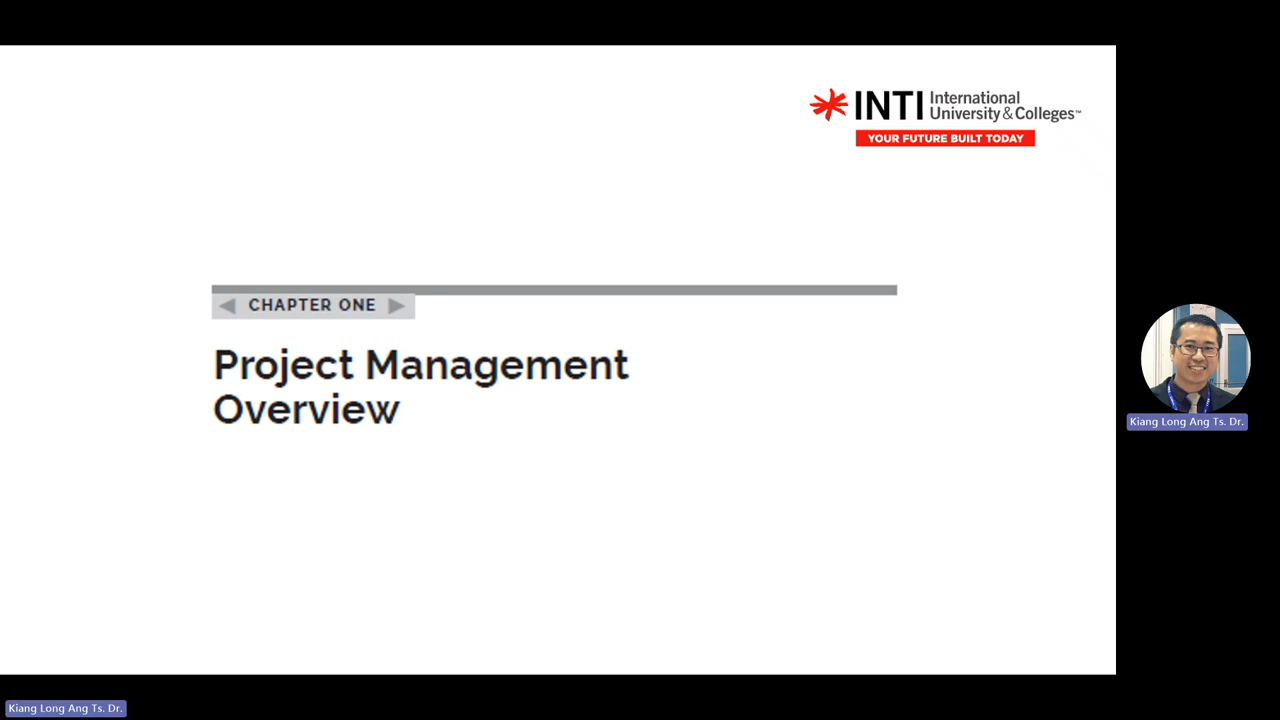 INTI International
University & Colleges™
YOUR FUTURE BUILT TODAY
CHAPTER ONE
Project Management
Overview
Kiang Long Ang Ts. Dr.
Kiang Long Ang Ts. Dr.